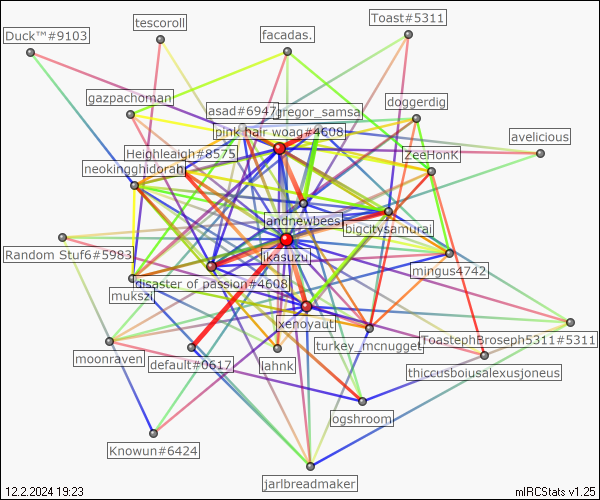 Toast#5311
tescoroll
Duck™#9103
facadas.
gazpachoman
doggerdig
asad#6947
gregor_samsa
pink hair woag#4608
avelicious
Heighleaigh#8575
ZeeHonK
neokingghidorah
andnewbees
bigcitysamurai
Random Stuf6#5983
ikasuzu
mingus4742
disaster of passion#4608
mukszi
xenoyaut
ToastephBroseph5311#5311
turkey_mcnugget
moonraven
default#0617
lahnk
thiccusboiusalexusjoneus
ogshroom
Knowun#6424
jarlbreadmaker
12.2.2024 19:23
mIRCStats v1.25